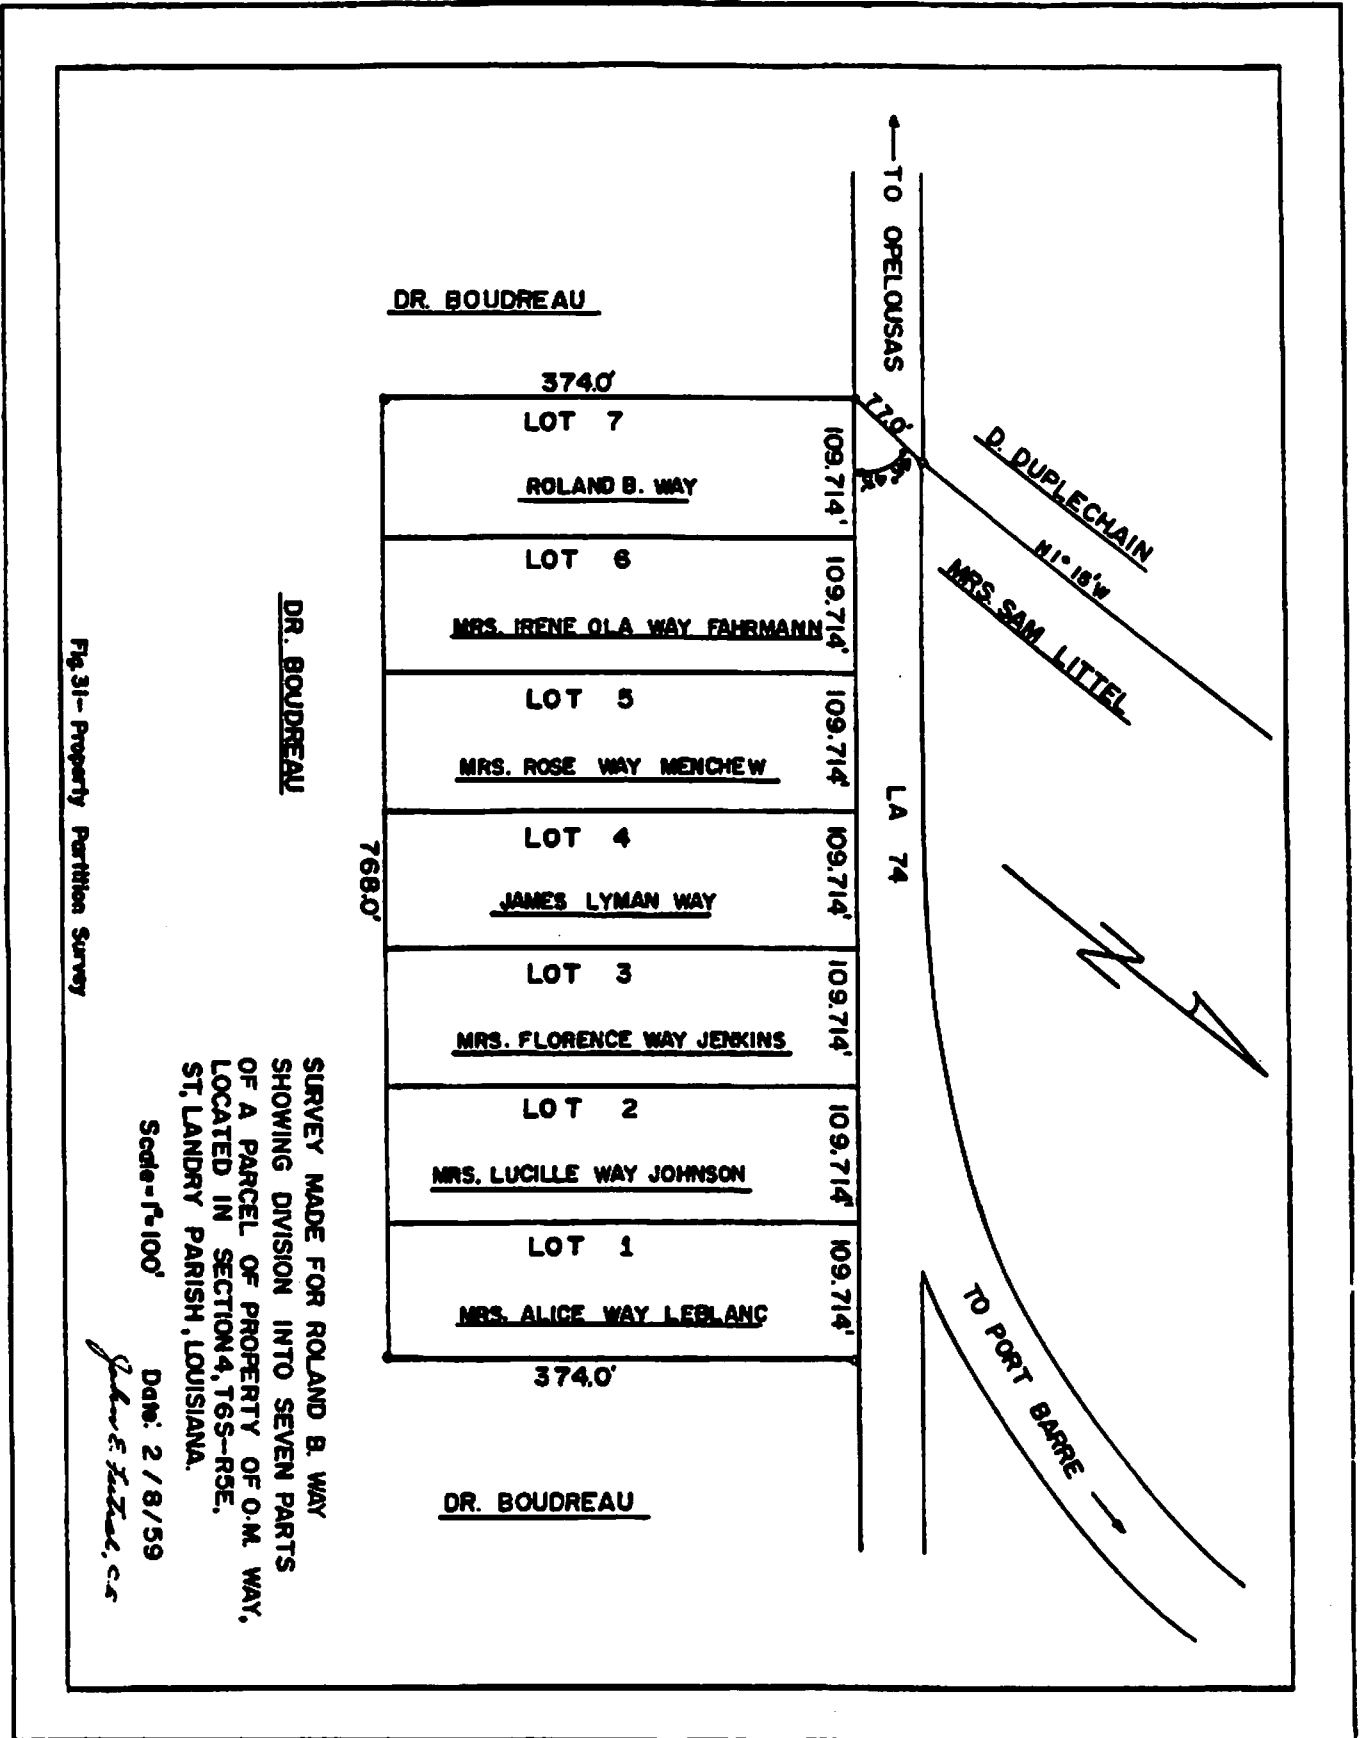 ← TO OPELOUSAS
DR. BOUDREAU
374.0'
77.0'
D. DUPLECHAIN
N 1° 18' W
MRS. SAM LITTEL
LOT 7
ROLAND B. WAY
109.714'
LOT 6
MRS. IRENE OLA WAY FAHRMANN
109.714'
LOT 5
MRS. ROSE WAY MENCHEW
109.714'
LOT 4
JAMES LYMAN WAY
109.714'
LOT 3
MRS. FLORENCE WAY JENKINS
109.714'
LOT 2
MRS. LUCILLE WAY JOHNSON
109.714'
LOT 1
MRS. ALICE WAY LEBLANC
109.714'
374.0'
DR. BOUDREAU
768.0'
DR. BOUDREAU
LA 74
N
TO PORT BARRE →
SURVEY MADE FOR ROLAND B. WAY
SHOWING DIVISION INTO SEVEN PARTS
OF A PARCEL OF PROPERTY OF O.M. WAY,
LOCATED IN SECTION 4, T6S-R5E,
ST. LANDRY PARISH, LOUISIANA.
Scale-1"=100' Date: 2/8/59
John E. C.S
Fig. 31- Property Partition Survey